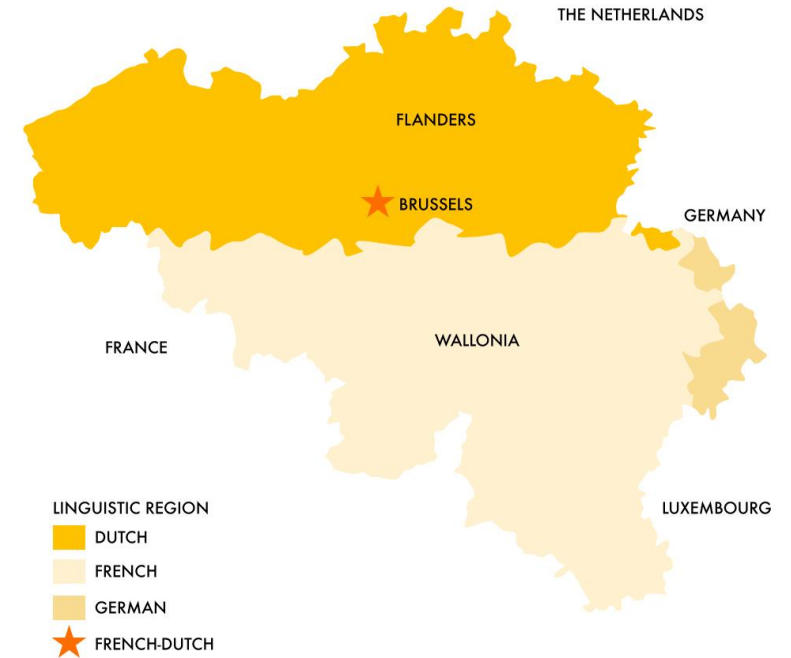 THE NETHERLANDS
FLANDERS
BRUSSELS
GERMANY
FRANCE
WALLONIA
LUXEMBOURG
LINGUISTIC REGION
DUTCH
FRENCH
GERMAN
FRENCH-DUTCH